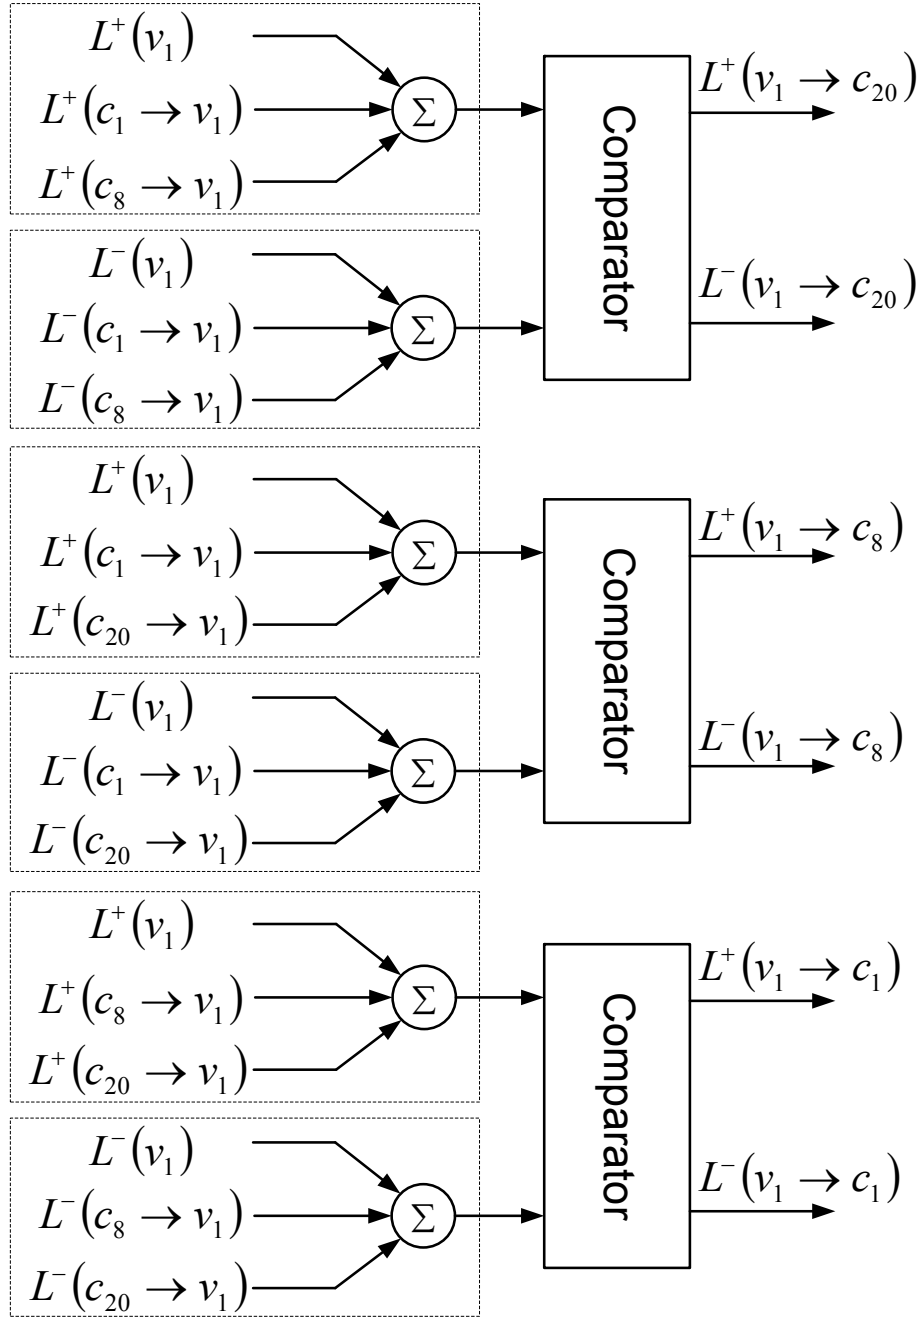 L⁺(v₁)
L⁺(c₁ → v₁)
L⁺(c₈ → v₁)
Σ
Comparator
L⁺(v₁ → c₂₀)
L⁻(v₁)
L⁻(c₁ → v₁)
L⁻(c₈ → v₁)
Σ
L⁻(v₁ → c₂₀)
L⁺(v₁)
L⁺(c₁ → v₁)
L⁺(c₂₀ → v₁)
Σ
Comparator
L⁺(v₁ → c₈)
L⁻(v₁)
L⁻(c₁ → v₁)
L⁻(c₂₀ → v₁)
Σ
L⁻(v₁ → c₈)
L⁺(v₁)
L⁺(c₈ → v₁)
L⁺(c₂₀ → v₁)
Σ
Comparator
L⁺(v₁ → c₁)
L⁻(v₁)
L⁻(c₈ → v₁)
L⁻(c₂₀ → v₁)
Σ
L⁻(v₁ → c₁)